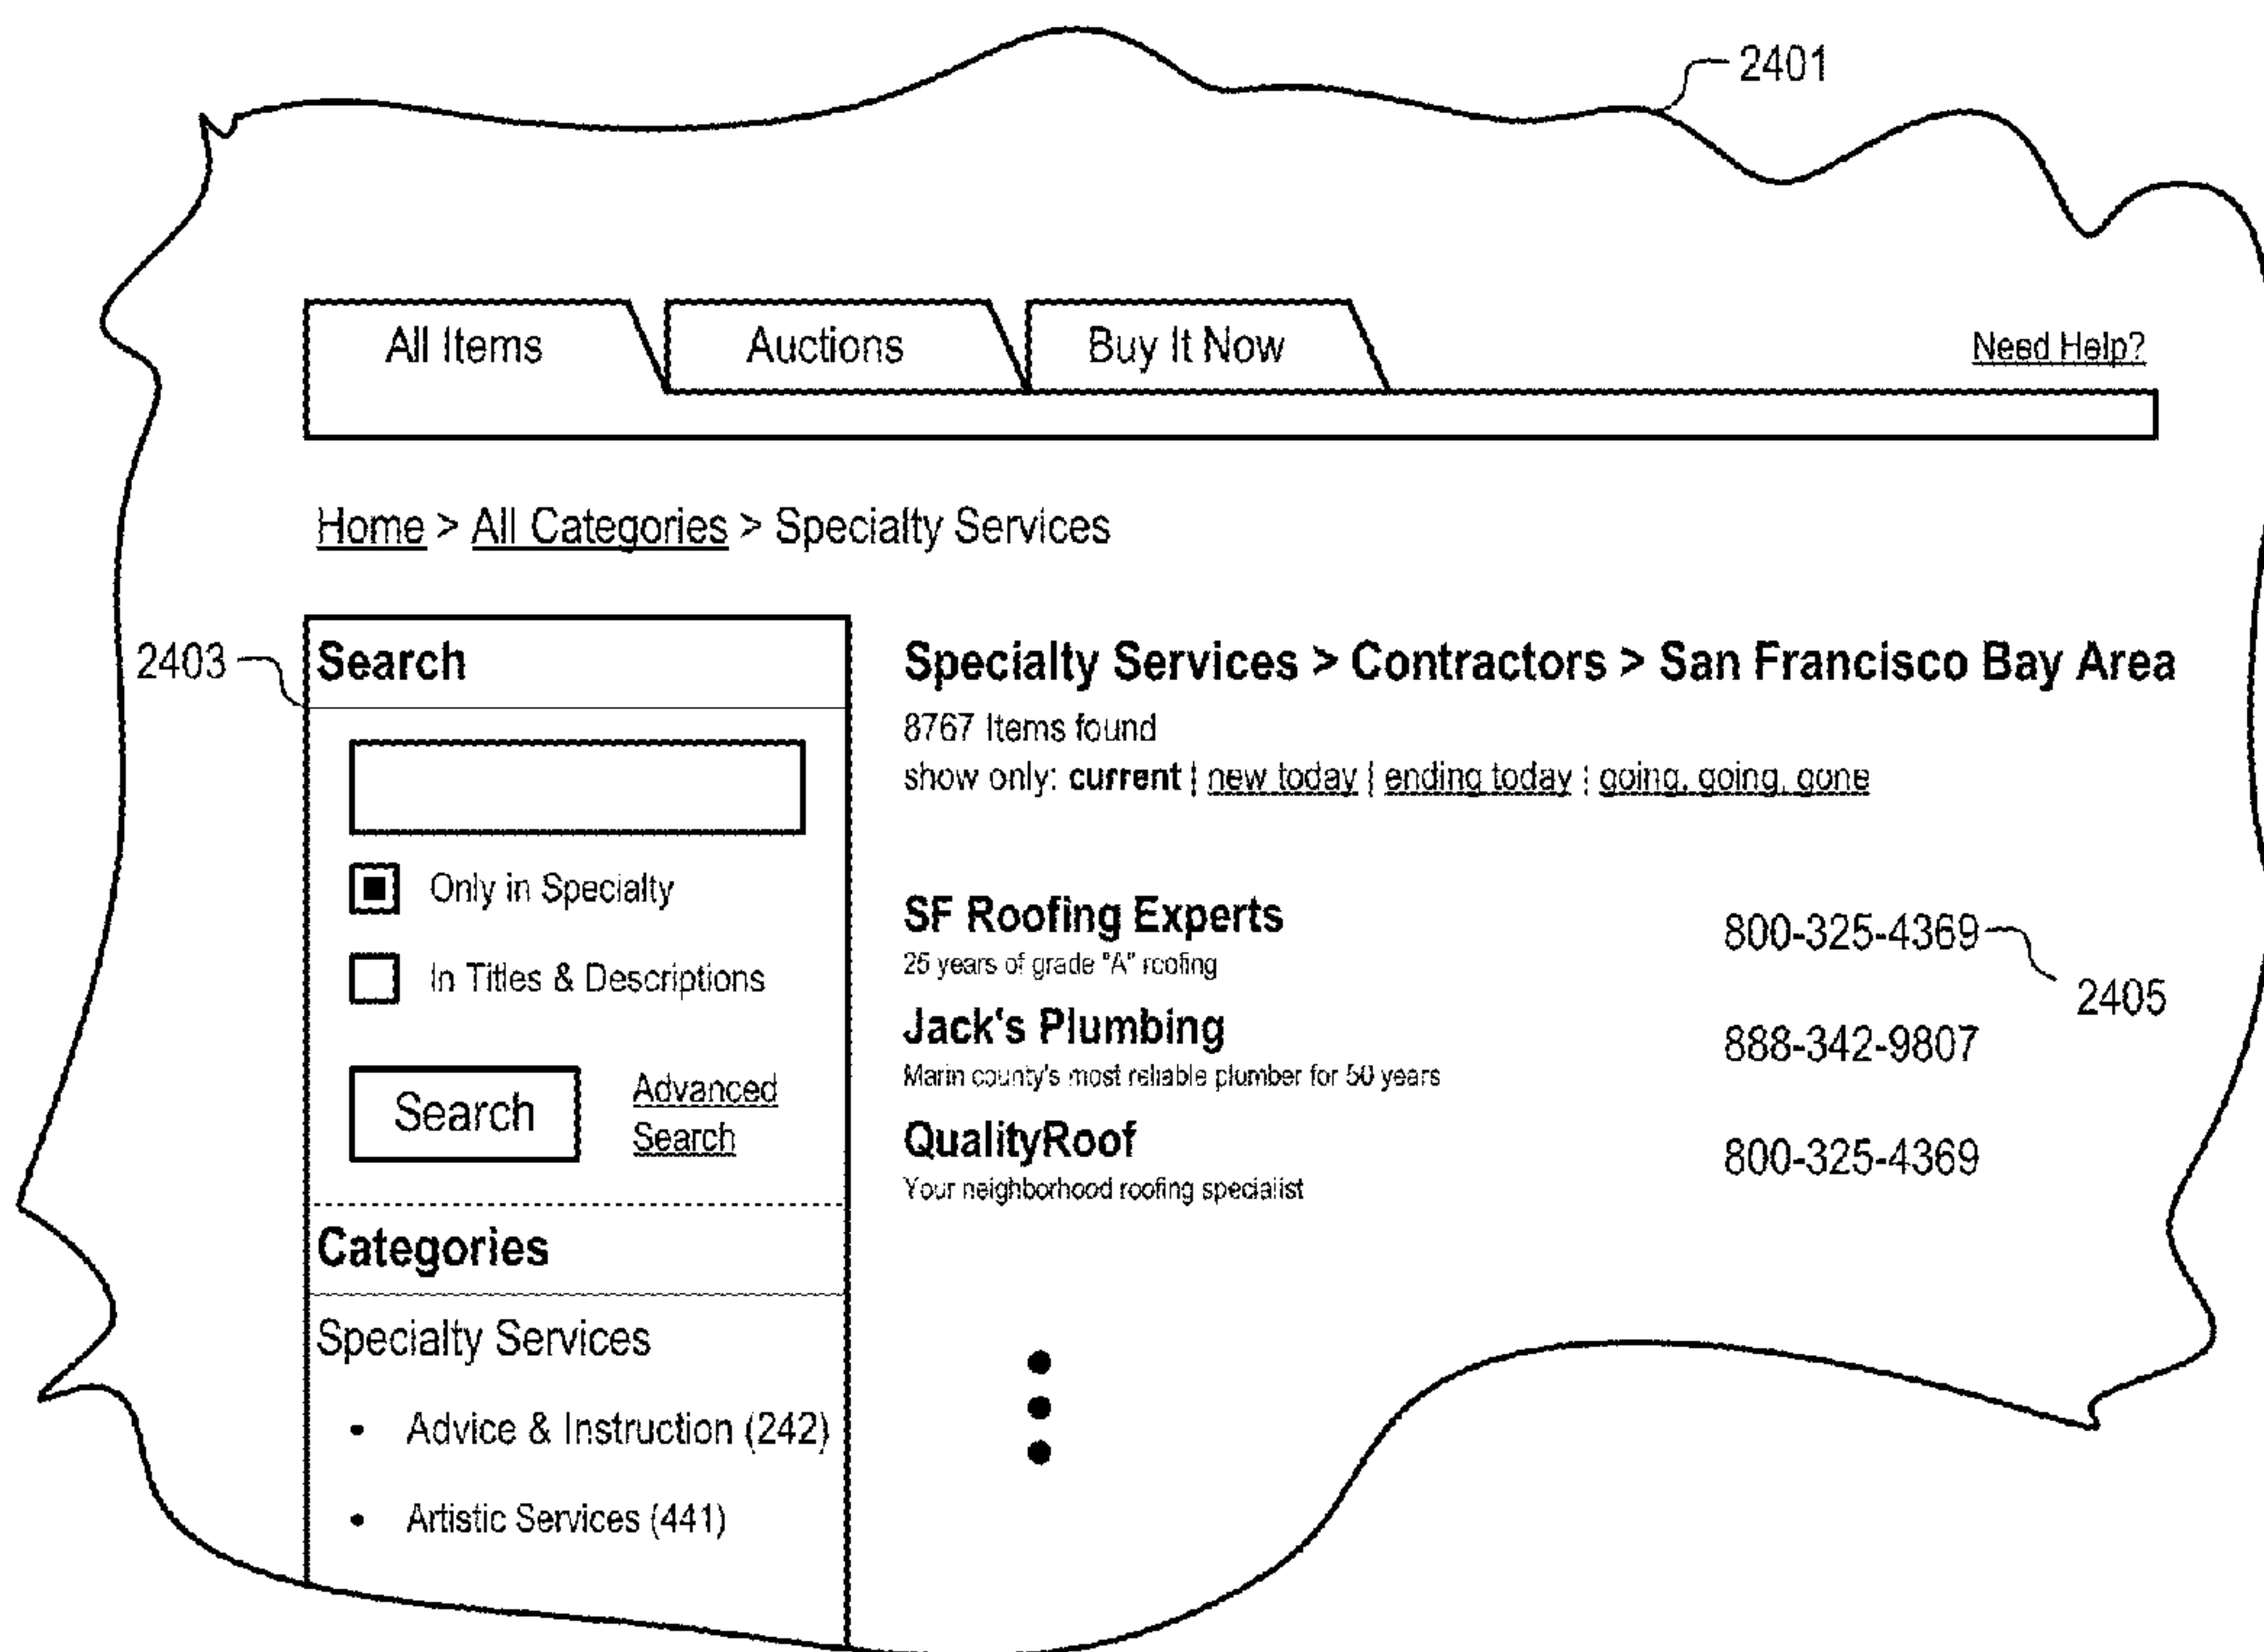 2401
All Items
Auctions
Buy It Now
Need Help?
Home > All Categories > Specialty Services
2403
Search
Only in Specialty
In Titles & Descriptions
Search
Advanced
Search
Categories
Specialty Services
• Advice & Instruction (242)
• Artistic Services (441)
Specialty Services > Contractors > San Francisco Bay Area
8767 Items found
show only: current | new today | ending today | going, going, gone
SF Roofing Experts 800-325-4369
25 years of grade "A" roofing
2405
Jack's Plumbing 888-342-9807
Marin county's most reliable plumber for 50 years
QualityRoof 800-325-4369
Your neighborhood roofing specialist